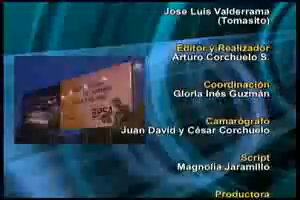 Jose Luis Valderrama
(Tomasito)
Editor y Realizador
Arturo Corchuelo S.
Coordinación
Gloria Inés Guzmán
Camarógrafo
Juan David y César Corchuelo
Script
Magnolia Jaramillo
Productora